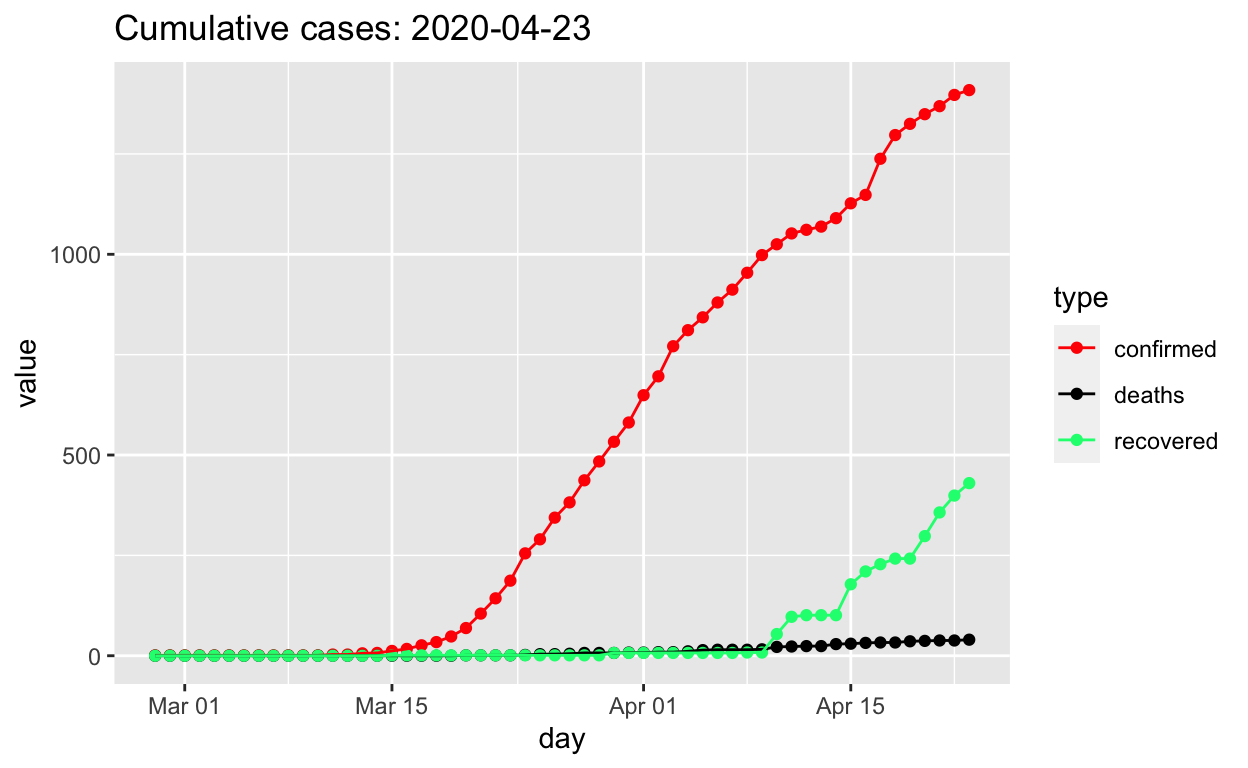 Cumulative cases: 2020-04-23
value
1000
500
0
Mar 01
Mar 15
Apr 01
Apr 15
day
type
confirmed
deaths
recovered